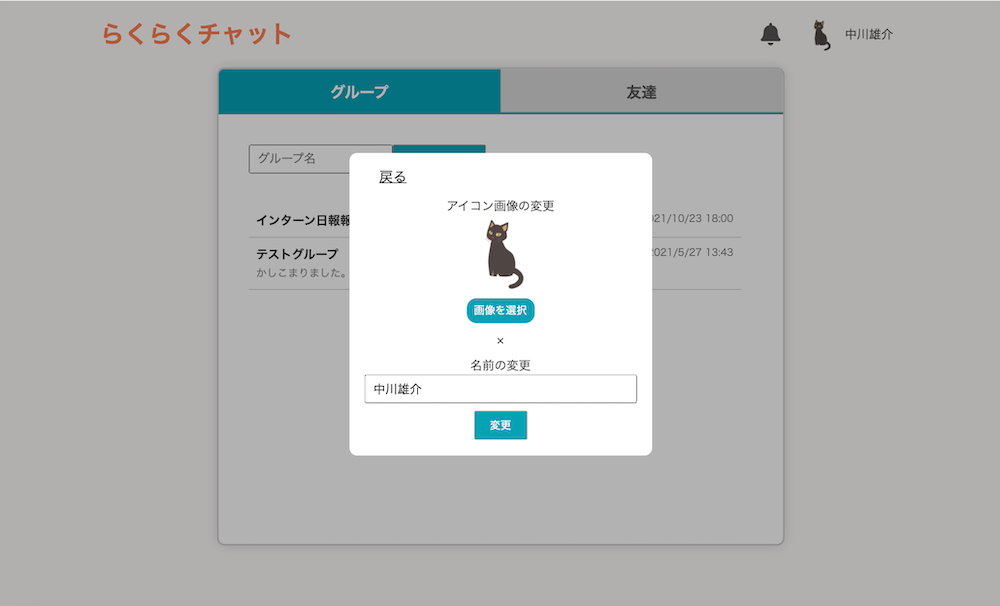 らくらくチャット
中川雄介
グループ
友達
グループ名
戻る
アイコン画像の変更
画像を選択
×
名前の変更
中川雄介
変更
インターン日報報
21/10/23 18:00
テストグループ
2021/5/27 13:43
かしこまりました。